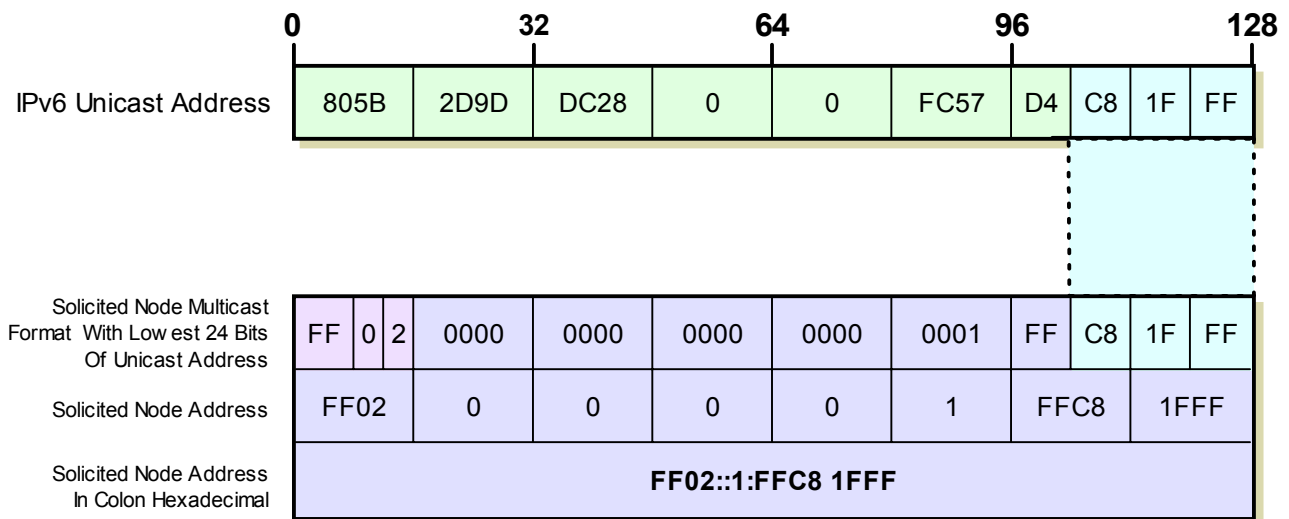 0 32 64 96 128
IPv6 Unicast Address 805B 2D9D DC28 0 0 FC57 D4 C8 1F FF
Solicited Node Multicast
Format With Low est 24 Bits
Of Unicast Address
FF 0 2 0000 0000 0000 0000 0001 FF C8 1F FF
Solicited Node Address FF02 0 0 0 0 1 FFC8 1FFF
Solicited Node Address
In Colon Hexadecimal
FF02::1:FFC8 1FFF